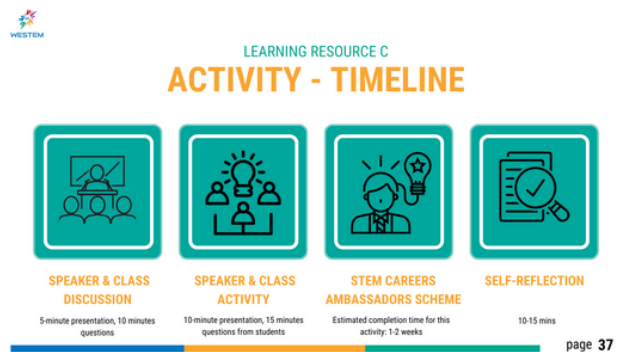 WESTEM
LEARNING RESOURCE C
ACTIVITY - TIMELINE
SPEAKER & CLASS
DISCUSSION
5-minute presentation, 10 minutes
questions
SPEAKER & CLASS
ACTIVITY
10-minute presentation, 15 minutes
questions from students
STEM CAREERS
AMBASSADORS SCHEME
Estimated completion time for this
activity: 1-2 weeks
SELF-REFLECTION
10-15 mins
page 37